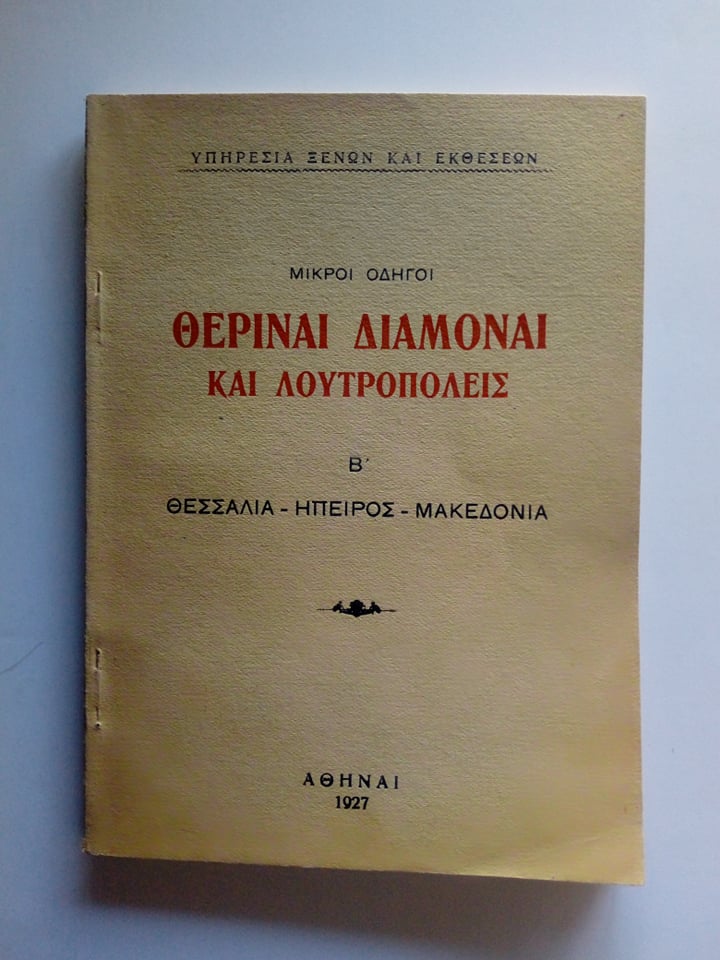 ΥΠΗΡΕΣΙΑ ΞΕΝΩΝ ΚΑΙ ΕΚΘΕΣΕΩΝ
ΜΙΚΡΟΙ ΟΔΗΓΟΙ
ΘΕΡΙΝΑΙ ΔΙΑΜΟΝΑΙ
ΚΑΙ ΛΟΥΤΡΟΠΟΛΕΙΣ
Β΄
ΘΕΣΣΑΛΙΑ - ΗΠΕΙΡΟΣ - ΜΑΚΕΔΟΝΙΑ
ΑΘΗΝΑΙ
1927